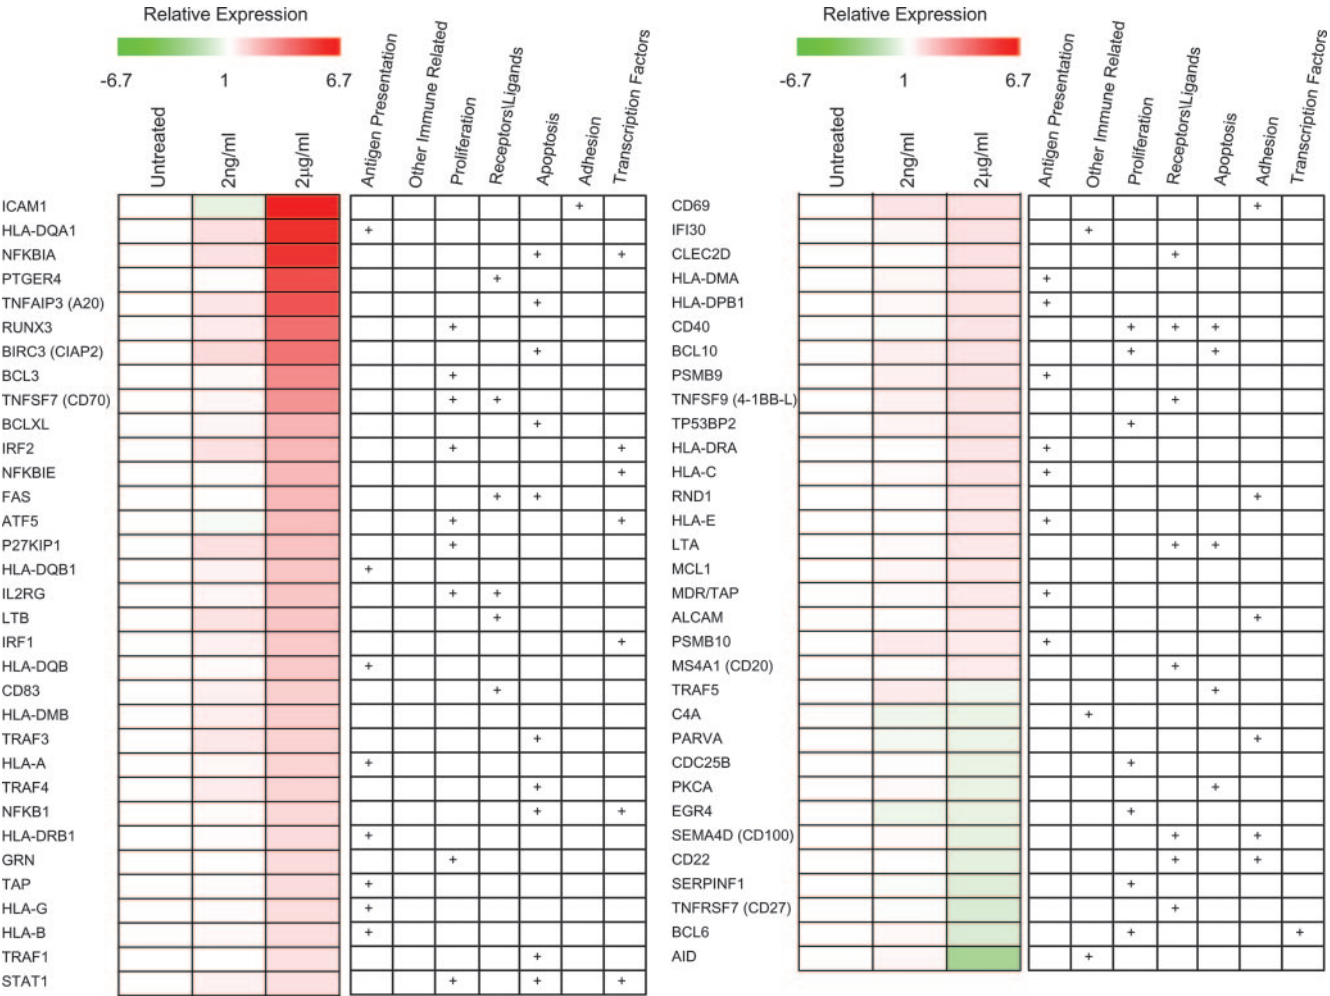 Relative Expression
-6.7 1 6.7
Untreated
2ng/ml
2µg/ml
Antigen Presentation
Other Immune Related
Proliferation
Receptors\Ligands
Apoptosis
Adhesion
Transcription Factors
ICAM1 +
HLA-DQA1 +
NFKBIA + +
PTGER4 +
TNFAIP3 (A20) +
RUNX3 +
BIRC3 (CIAP2) +
BCL3 +
TNFSF7 (CD70) + +
BCLXL +
IRF2 + +
NFKBIE +
FAS + +
ATF5 + +
P27KIP1 +
HLA-DQB1 +
IL2RG + +
LTB +
IRF1 +
HLA-DQB +
CD83 +
HLA-DMB
TRAF3 +
HLA-A +
TRAF4 +
NFKB1 + +
HLA-DRB1 +
GRN +
TAP +
HLA-G +
HLA-B +
TRAF1 +
STAT1 + + +
Relative Expression
-6.7 1 6.7
Untreated
2ng/ml
2µg/ml
Antigen Presentation
Other Immune Related
Proliferation
Receptors\Ligands
Apoptosis
Adhesion
Transcription Factors
CD69 +
IFI30 +
CLEC2D +
HLA-DMA +
HLA-DPB1 +
CD40 + + +
BCL10 + +
PSMB9 +
TNFSF9 (4-1BB-L) +
TP53BP2 +
HLA-DRA +
HLA-C +
RND1 +
HLA-E +
LTA + +
MCL1
MDR/TAP +
ALCAM +
PSMB10 +
MS4A1 (CD20) +
TRAF5 +
C4A +
PARVA +
CDC25B +
PKCA +
EGR4 +
SEMA4D (CD100) + +
CD22 + +
SERPINF1 +
TNFRSF7 (CD27) +
BCL6 + +
AID +